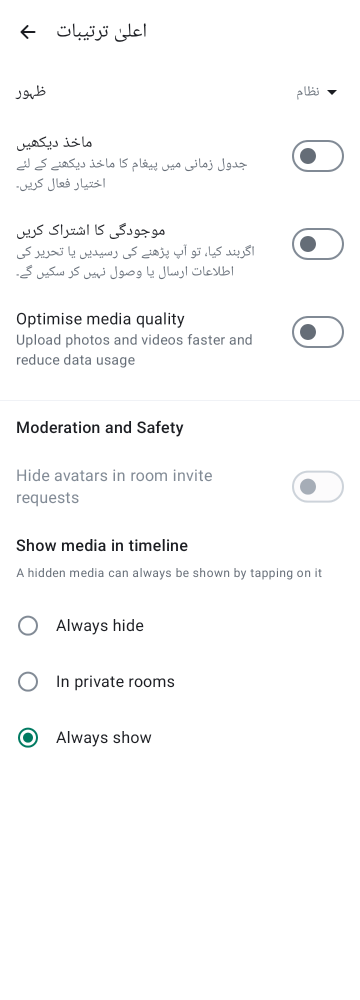 اعلیٰ ترتیبات
ظہور
نظام
ماخذ دیکھیں
جدول زمانی میں پیغام کا ماخذ دیکھنے کے لئے
اختیار فعال کریں۔
موجودگی کا اشتراک کریں
اگربند کیا، تو آپ پڑھنے کی رسیدیں یا تحریر کی
اطلاعات ارسال یا وصول نہیں کر سکیں گے۔
Optimise media quality
Upload photos and videos faster and
reduce data usage
Moderation and Safety
Hide avatars in room invite
requests
Show media in timeline
A hidden media can always be shown by tapping on it
Always hide
In private rooms
Always show